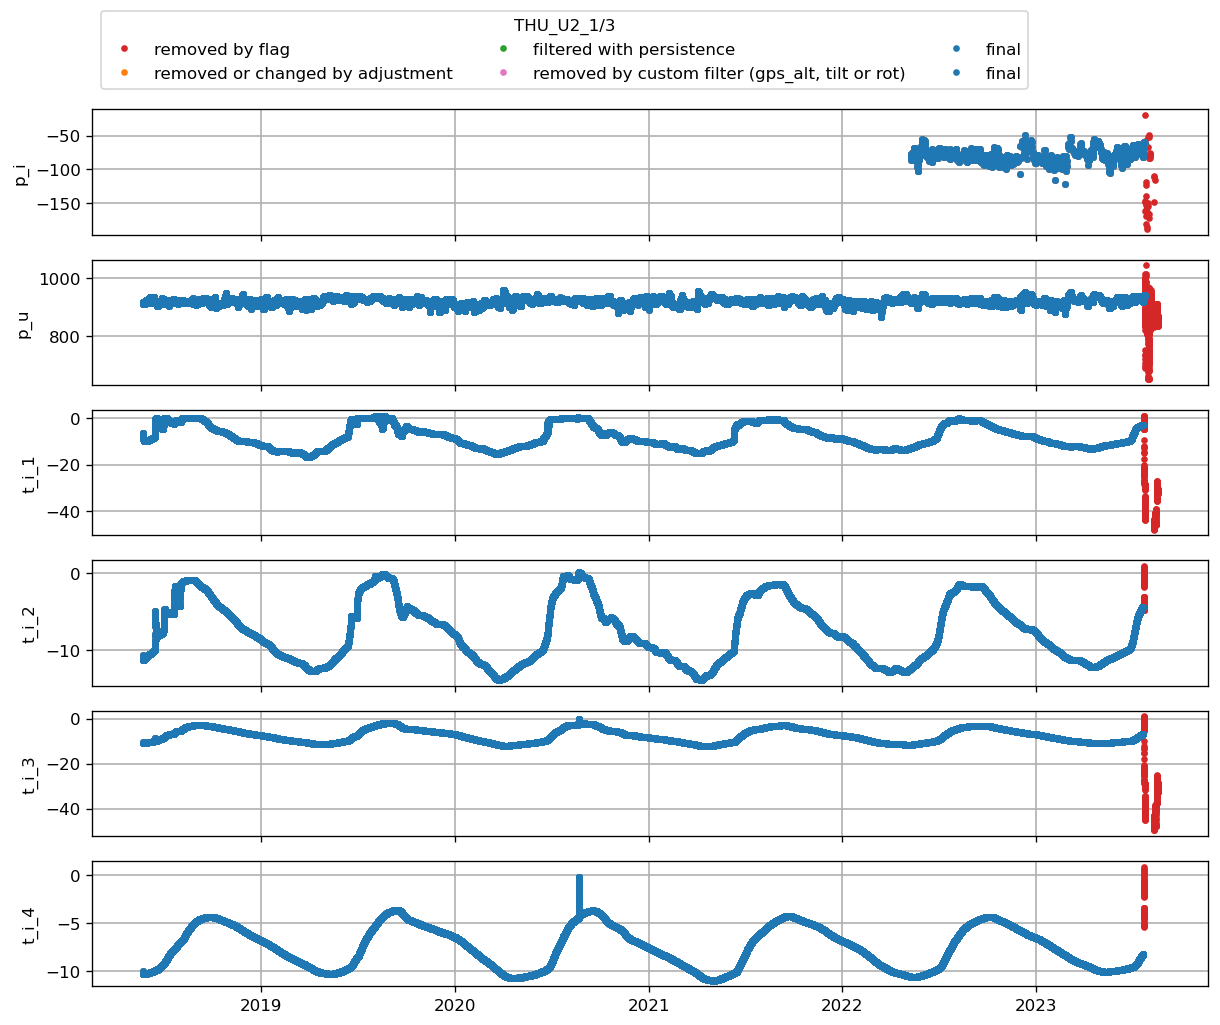 THU_U2_1/3
removed by flag
removed or changed by adjustment
filtered with persistence
removed by custom filter (gps_alt, tilt or rot)
final
final
−50
−100
−150
p_i
1000
800
p_u
0
−20
−40
t_i_1
0
−10
t_i_2
0
−20
−40
t_i_3
0
−5
−10
t_i_4
2019 2020 2021 2022 2023